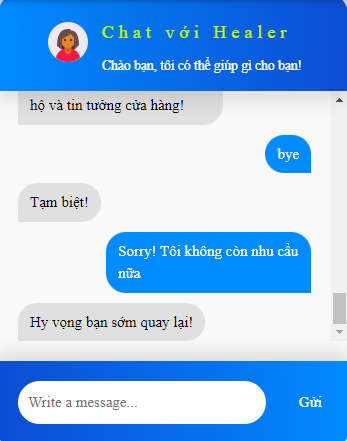 Chat với Healer
Chào bạn, tôi có thể giúp gì cho bạn!
hộ và tin tưởng cửa hàng!
bye
Tạm biệt!
Sorry! Tôi không còn nhu cầu
nữa
Hy vọng bạn sớm quay lại!
Write a message...
Gửi